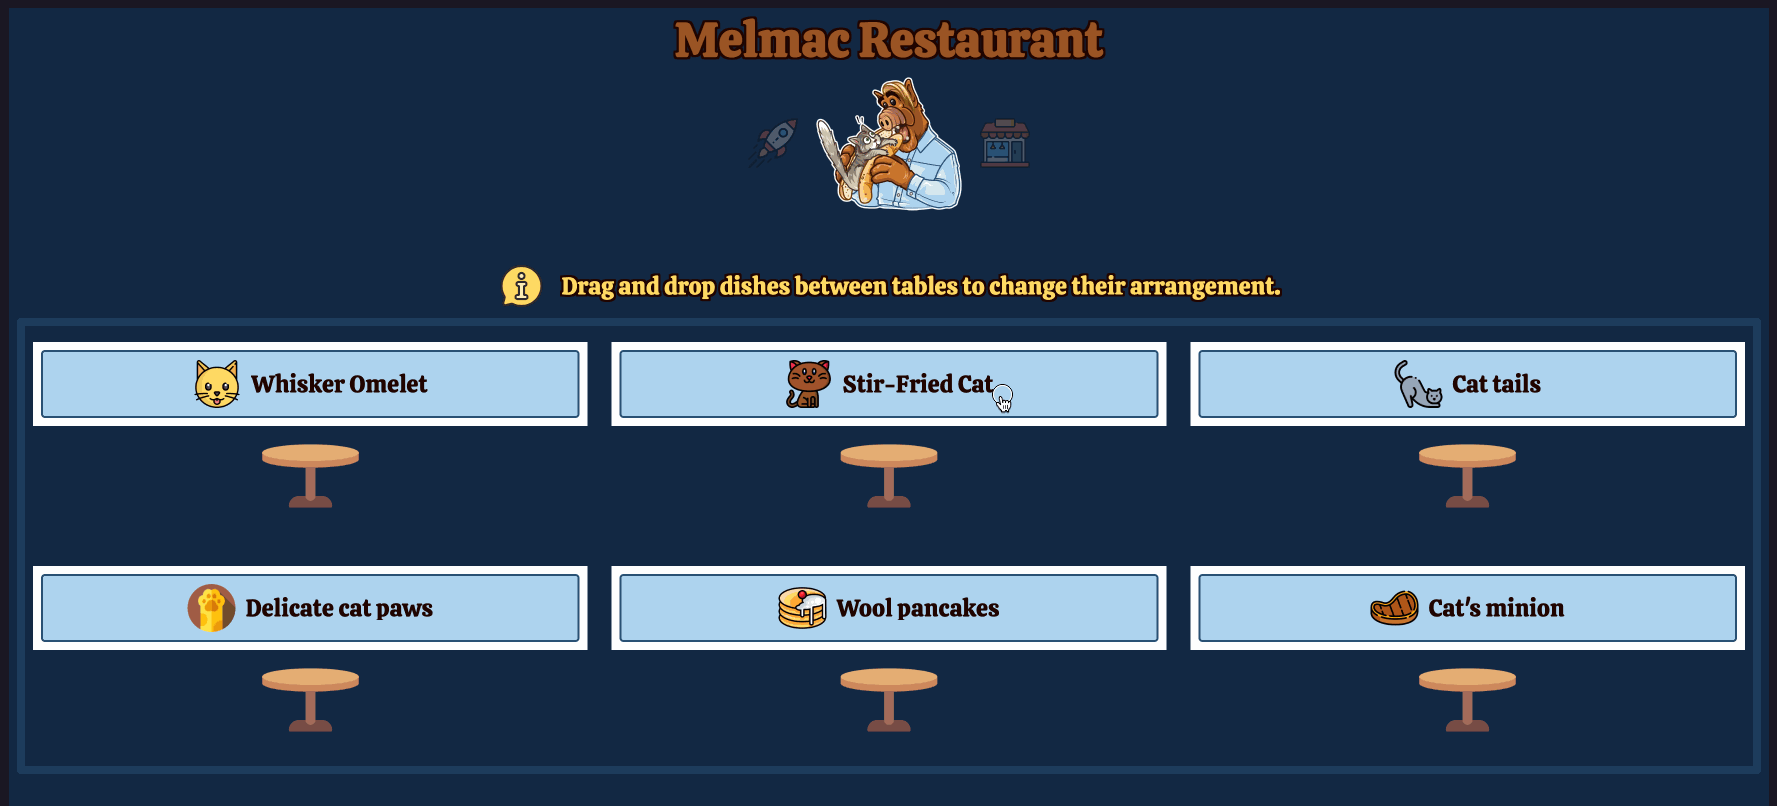 Melmac Restaurant
Drag and drop dishes between tables to change their arrangement.
Whisker Omelet
Stir-Fried Cat
Cat tails
Delicate cat paws
Wool pancakes
Cat's minion